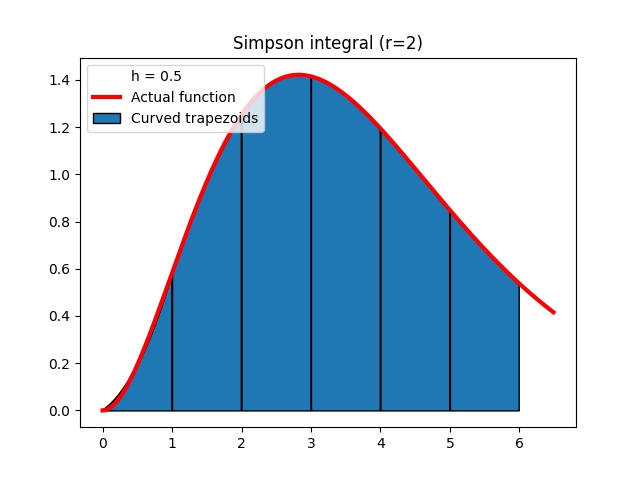 Simpson integral (r=2)
h = 0.5
Actual function
Curved trapezoids
1.4
1.2
1.0
0.8
0.6
0.4
0.2
0.0
0 1 2 3 4 5 6